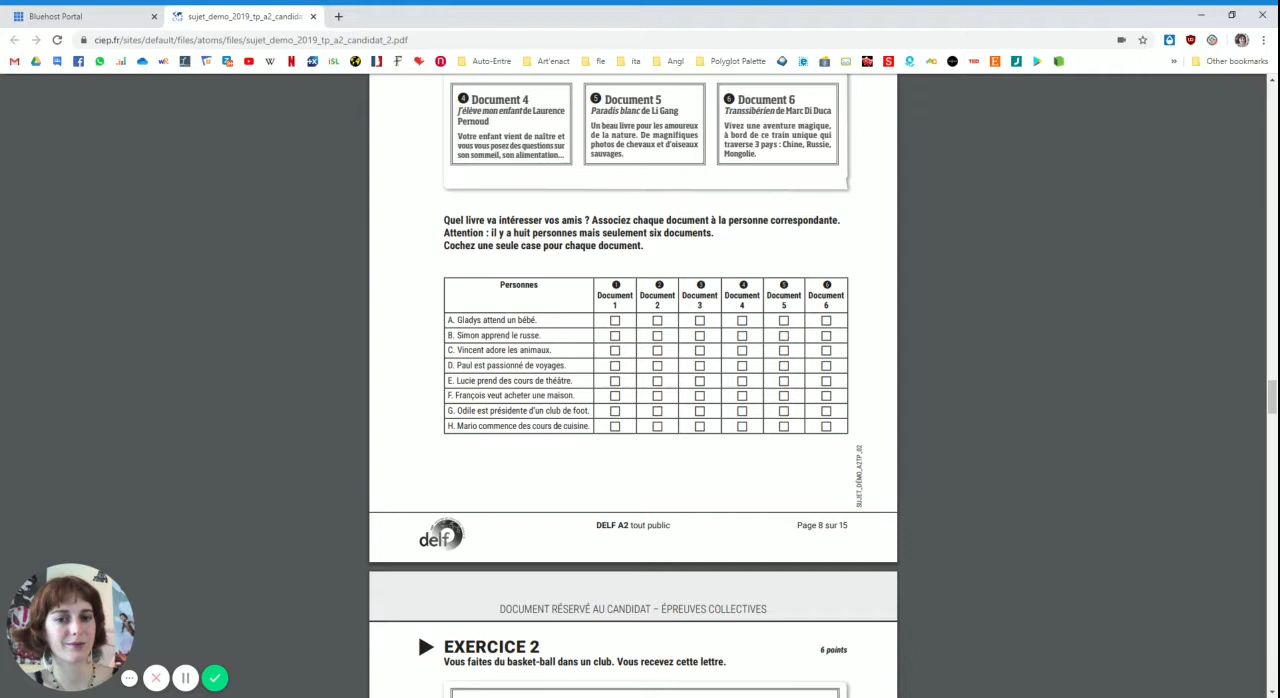 Bluehost Portal
sujet_demo_2019_tp_a2_candida
ciep.fr/sites/default/files/atoms/files/sujet_demo_2019_tp_a2_candidat_2.pdf
Auto-Entre
Art'enact
fle
ita
Angl
Polyglot Palette
Other bookmarks
4 Document 4
J'élève mon enfant de Laurence
Pernoud
Votre enfant vient de naître et
vous vous posez des questions sur
son sommeil, son alimentation...
5 Document 5
Paradis blanc de Li Gang
Un beau livre pour les amoureux
de la nature. De magnifiques
photos de chevaux et d'oiseaux
sauvages.
6 Document 6
Transsibérien de Marc Di Duca
Vivez une aventure magique,
à bord de ce train unique qui
traverse 3 pays : Chine, Russie,
Mongolie.
Quel livre va intéresser vos amis ? Associez chaque document à la personne correspondante.
Attention : il y a huit personnes mais seulement six documents.
Cochez une seule case pour chaque document.
Personnes
1 Document 1
2 Document 2
3 Document 3
4 Document 4
5 Document 5
6 Document 6
A. Gladys attend un bébé.
B. Simon apprend le russe.
C. Vincent adore les animaux.
D. Paul est passionné de voyages.
E. Lucie prend des cours de théâtre.
F. François veut acheter une maison.
G. Odile est présidente d'un club de foot.
H. Mario commence des cours de cuisine.
SUJET_DÉMO_A2TP_02
delf
DELF A2 tout public
Page 8 sur 15
DOCUMENT RÉSERVÉ AU CANDIDAT – ÉPREUVES COLLECTIVES
EXERCICE 2
6 points
Vous faites du basket-ball dans un club. Vous recevez cette lettre.